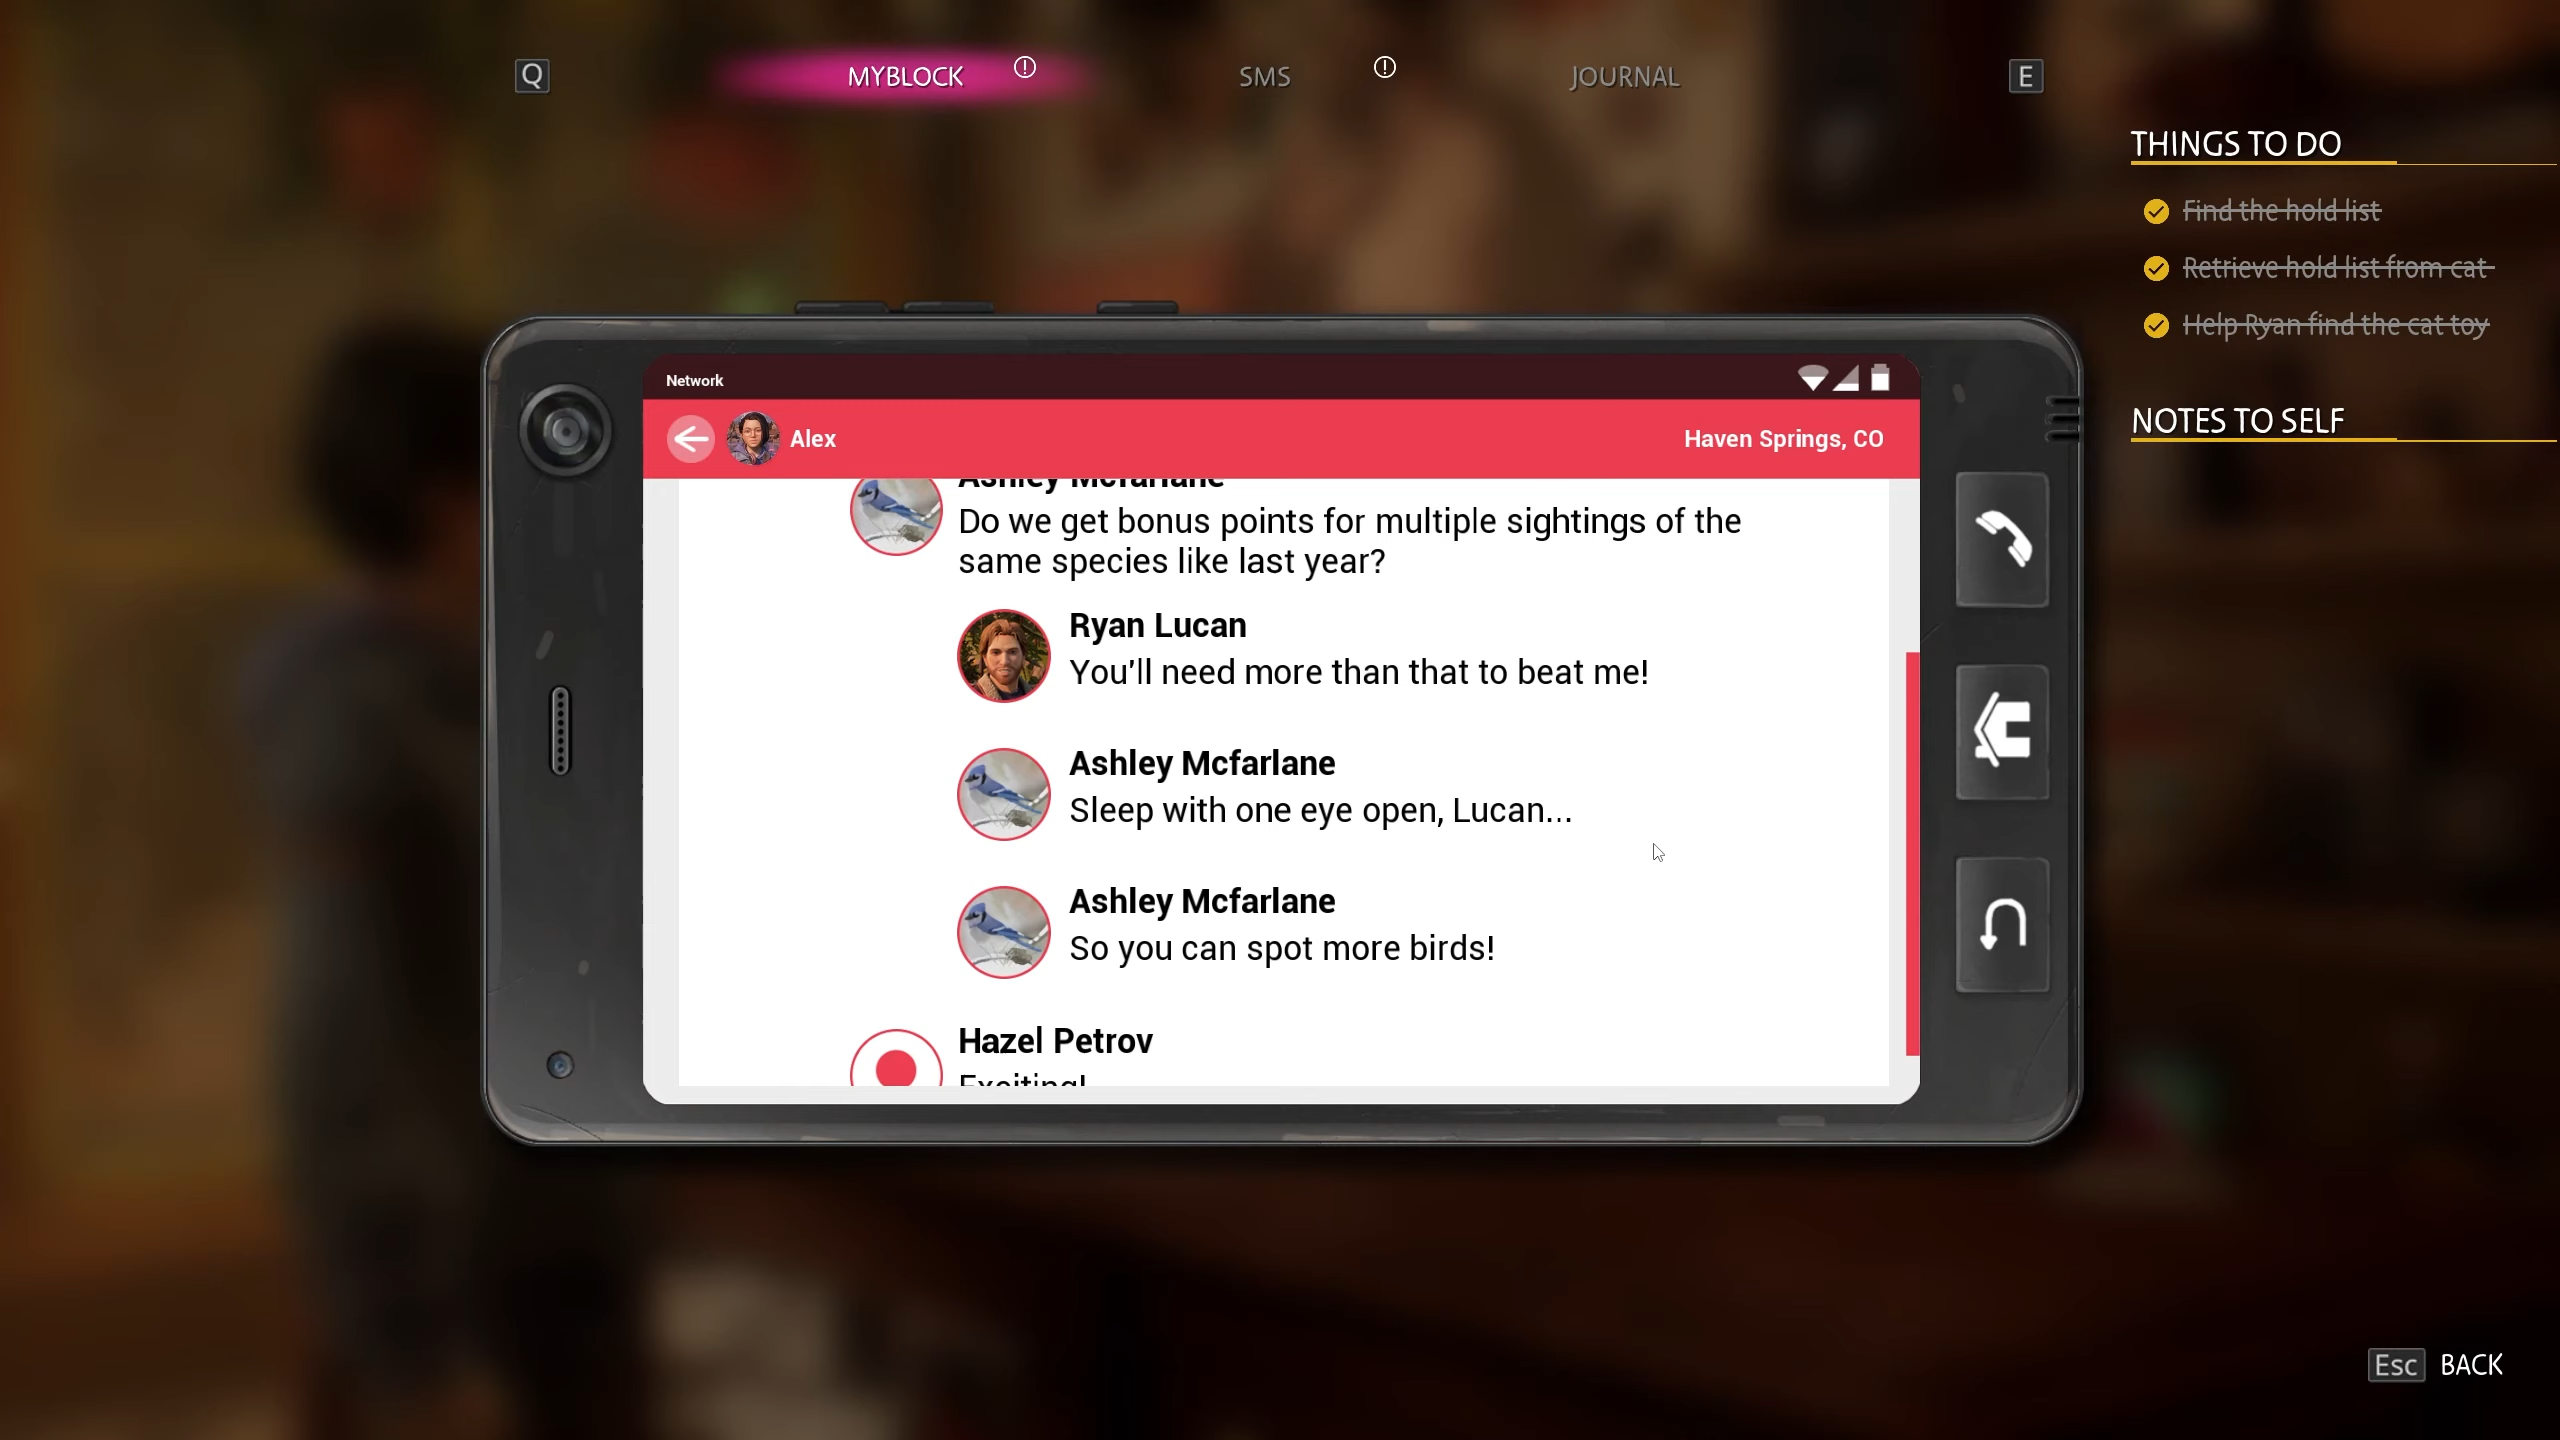 Q
MYBLOCK
SMS
JOURNAL
E
THINGS TO DO
Find the hold list
Retrieve hold list from cat
Help Ryan find the cat toy
NOTES TO SELF
Network
Alex
Haven Springs, CO
Ashley Mcfarlane
Do we get bonus points for multiple sightings of the
same species like last year?
Ryan Lucan
You'll need more than that to beat me!
Ashley Mcfarlane
Sleep with one eye open, Lucan...
Ashley Mcfarlane
So you can spot more birds!
Hazel Petrov
Exciting!
Esc BACK